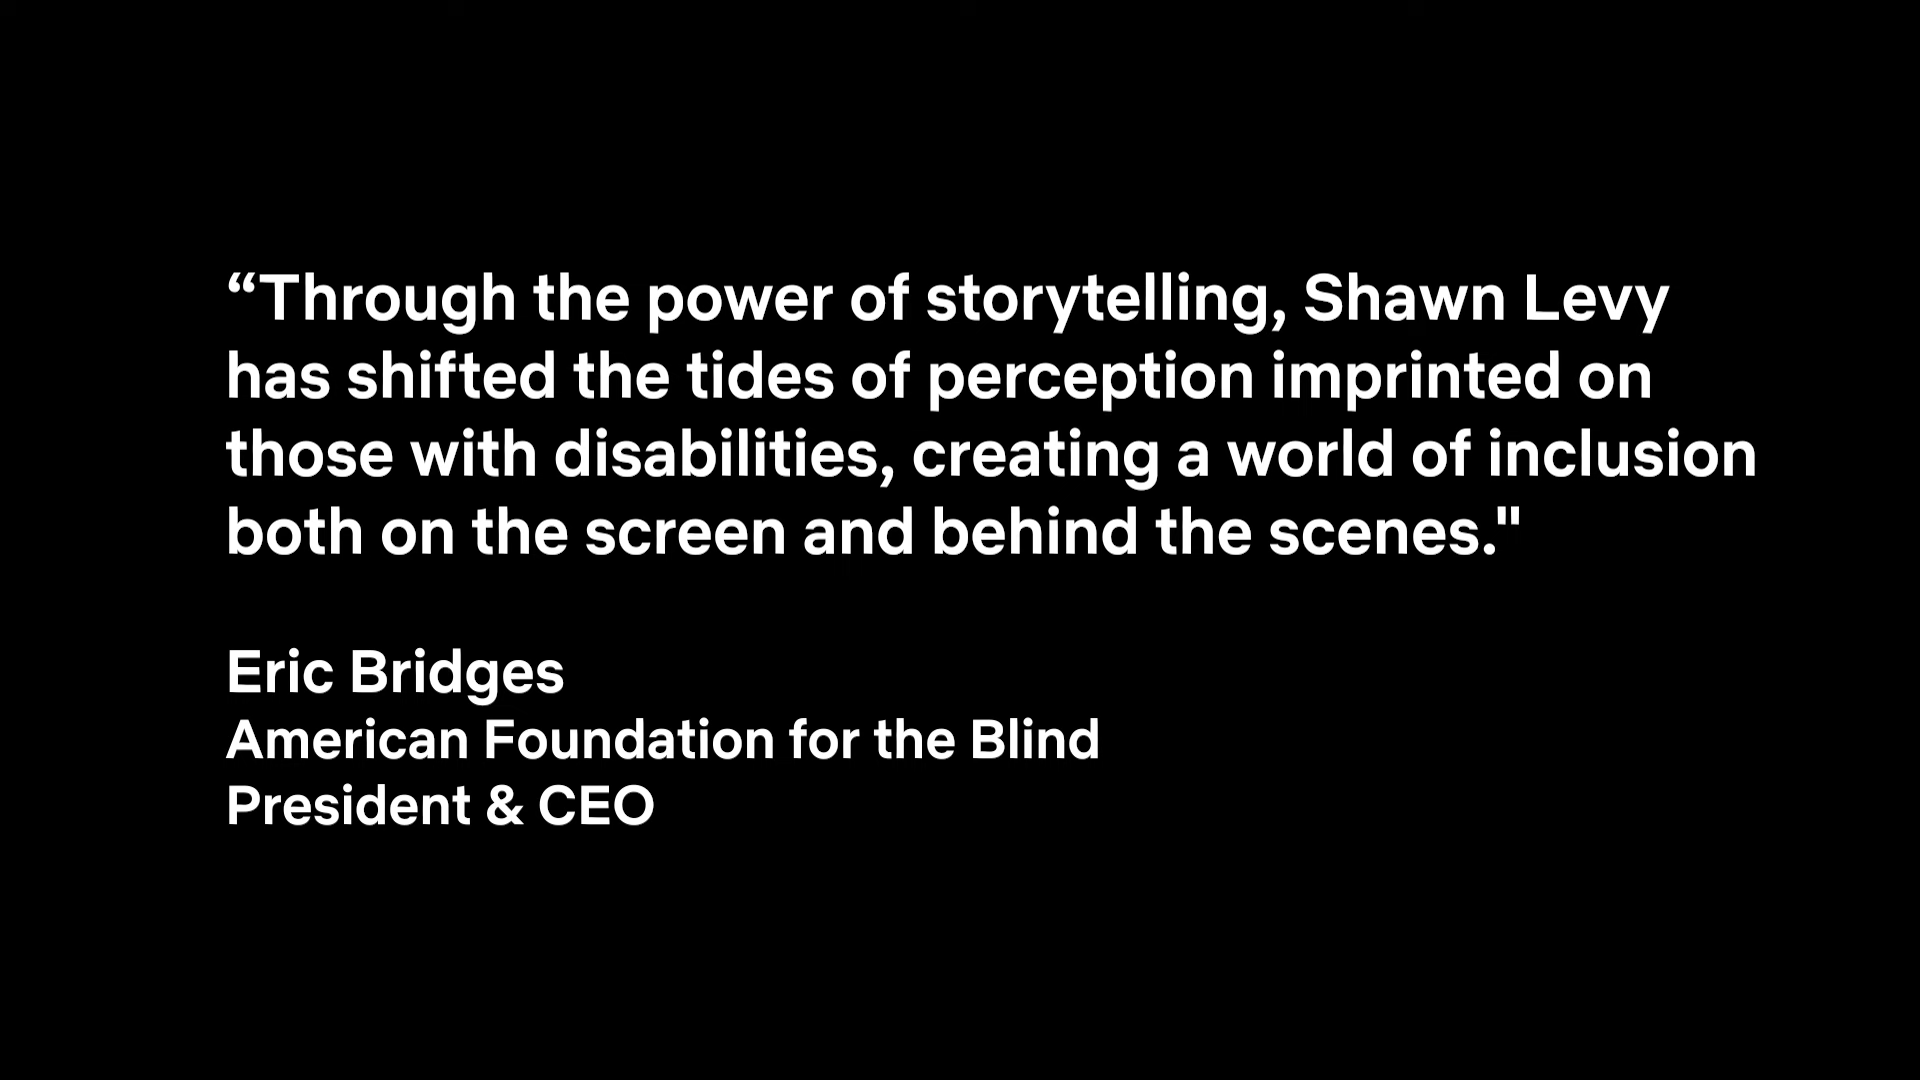 “Through the power of storytelling, Shawn Levy
has shifted the tides of perception imprinted on
those with disabilities, creating a world of inclusion
both on the screen and behind the scenes."
Eric Bridges
American Foundation for the Blind
President & CEO